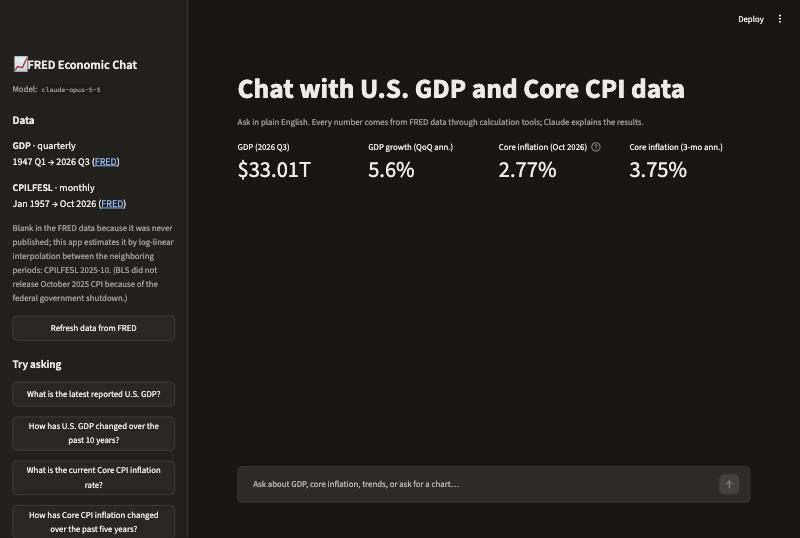 Deploy
FRED Economic Chat
Model: claude-opus-5-5
Data
GDP · quarterly
1947 Q1 → 2026 Q3 (FRED)
CPILFESL · monthly
Jan 1957 → Oct 2026 (FRED)
Blank in the FRED data because it was never
published; this app estimates it by log-linear
interpolation between the neighboring
periods: CPILFESL 2025-10. (BLS did not
release October 2025 CPI because of the
federal government shutdown.)
Refresh data from FRED
Try asking
What is the latest reported U.S. GDP?
How has U.S. GDP changed over the
past 10 years?
What is the current Core CPI inflation
rate?
How has Core CPI inflation changed
over the past five years?
Chat with U.S. GDP and Core CPI data
Ask in plain English. Every number comes from FRED data through calculation tools; Claude explains the results.
GDP (2026 Q3)
$33.01T
GDP growth (QoQ ann.)
5.6%
Core inflation (Oct 2026)
2.77%
Core inflation (3-mo ann.)
3.75%
Ask about GDP, core inflation, trends, or ask for a chart…